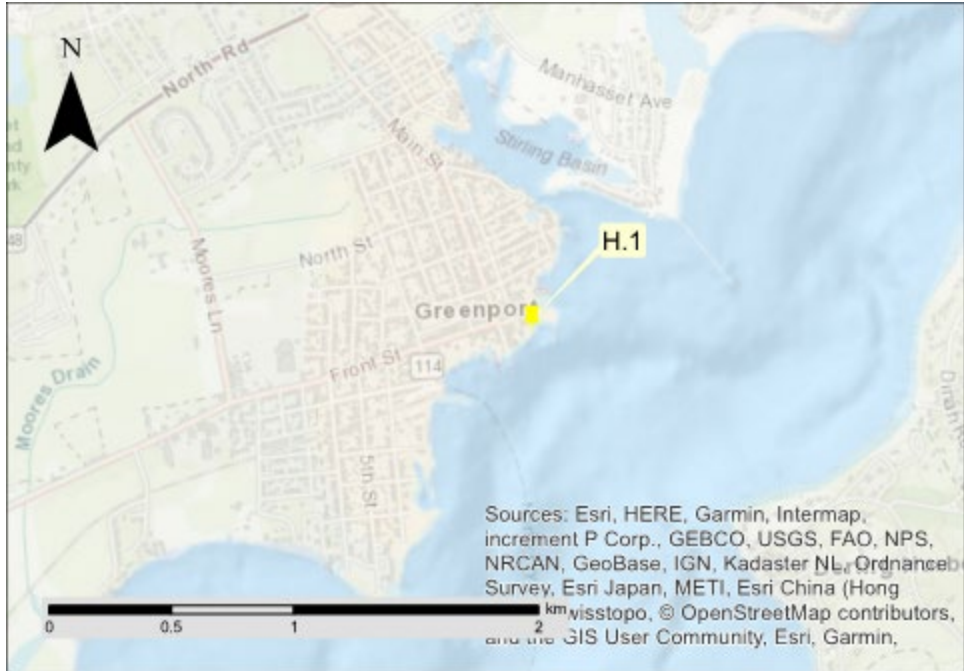 N
North Rd
Manhasset Ave
Main St
Stirling Basin
48
Moores Ln
North St
H.1
Greenport
Front St
114
Moores Drain
5th St
Sources: Esri, HERE, Garmin, Intermap,
increment P Corp., GEBCO, USGS, FAO, NPS,
NRCAN, GeoBase, IGN, Kadaster NL, Ordnance
Survey, Esri Japan, METI, Esri China (Hong
wisstopo, © OpenStreetMap contributors,
and the GIS User Community, Esri, Garmin,
km
0 0.5 1 2